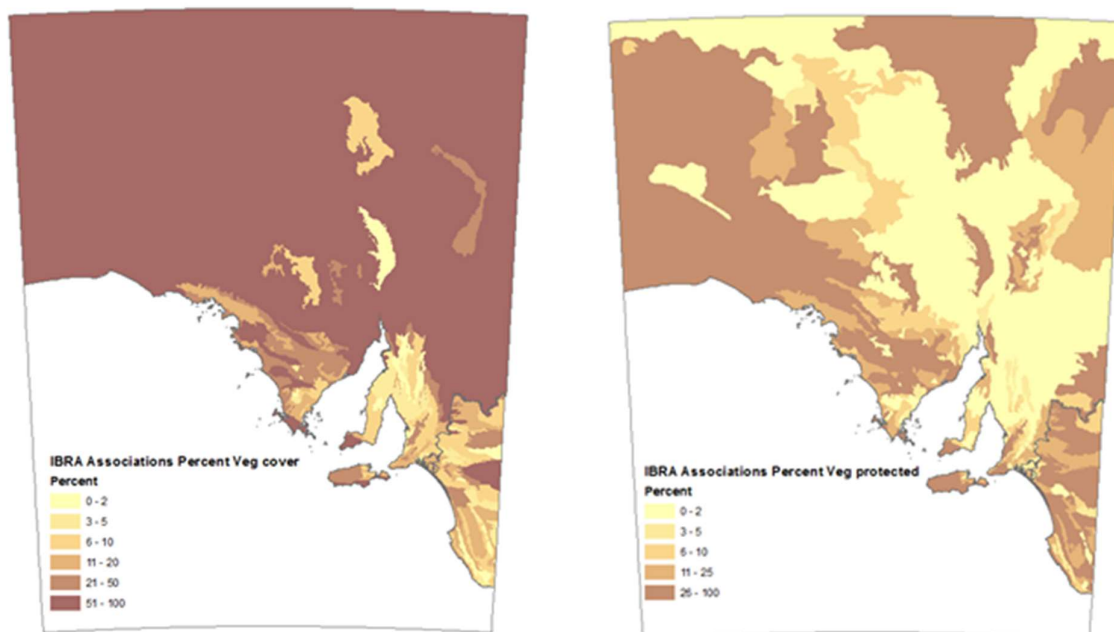 IBRA Associations Percent Veg cover
Percent
0 - 2
3 - 5
6 - 10
11 - 20
21 - 50
51 - 100
IBRA Associations Percent Veg protected
Percent
0 - 2
3 - 5
6 - 10
11 - 25
26 - 100